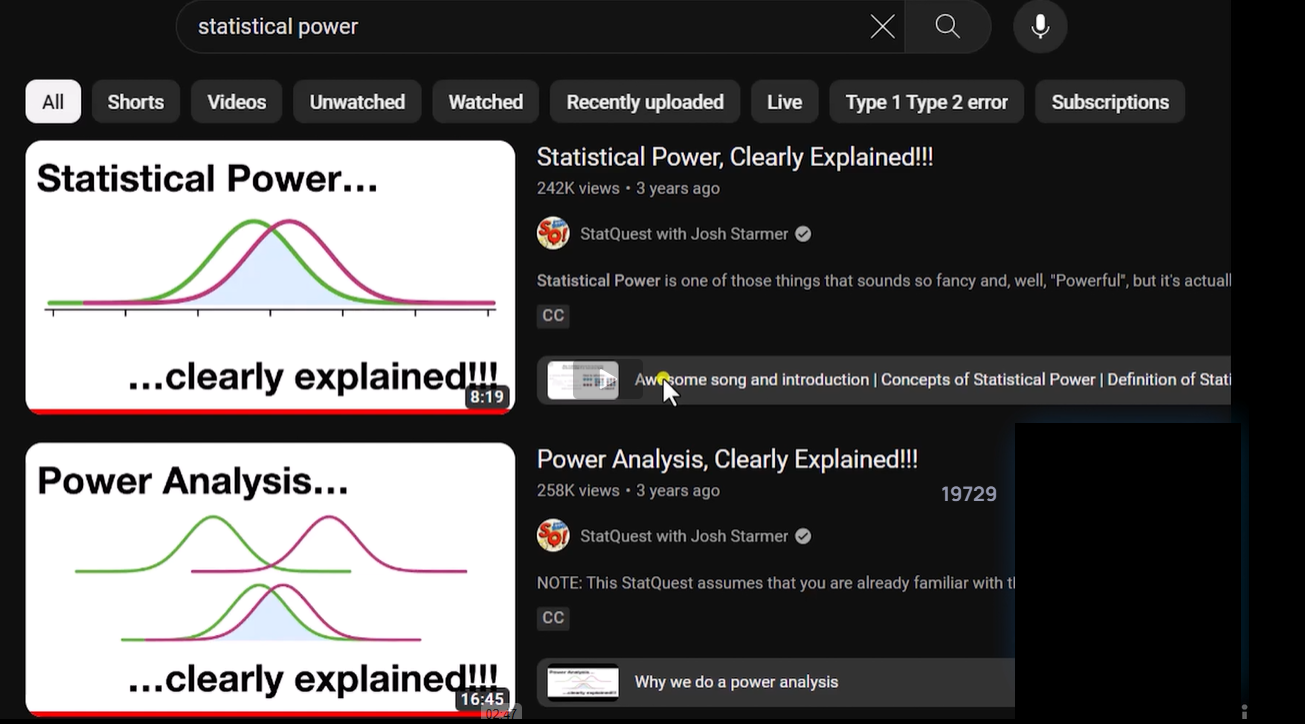 statistical power
All Shorts Videos Unwatched Watched Recently uploaded Live Type 1 Type 2 error Subscriptions
Statistical Power...
...clearly explained!!!
8:19
Statistical Power, Clearly Explained!!!
242K views • 3 years ago
StatQuest with Josh Starmer
Statistical Power is one of those things that sounds so fancy and, well, "Powerful", but it's
CC
Awesome song and introduction | Concepts of Statistical Power | Definition of
Power Analysis...
...clearly explained!!!
16:45
02:47
Power Analysis, Clearly Explained!!!
258K views • 3 years ago
19729
StatQuest with Josh Starmer
NOTE: This StatQuest assumes that you are already familiar with
CC
Why we do a power analysis